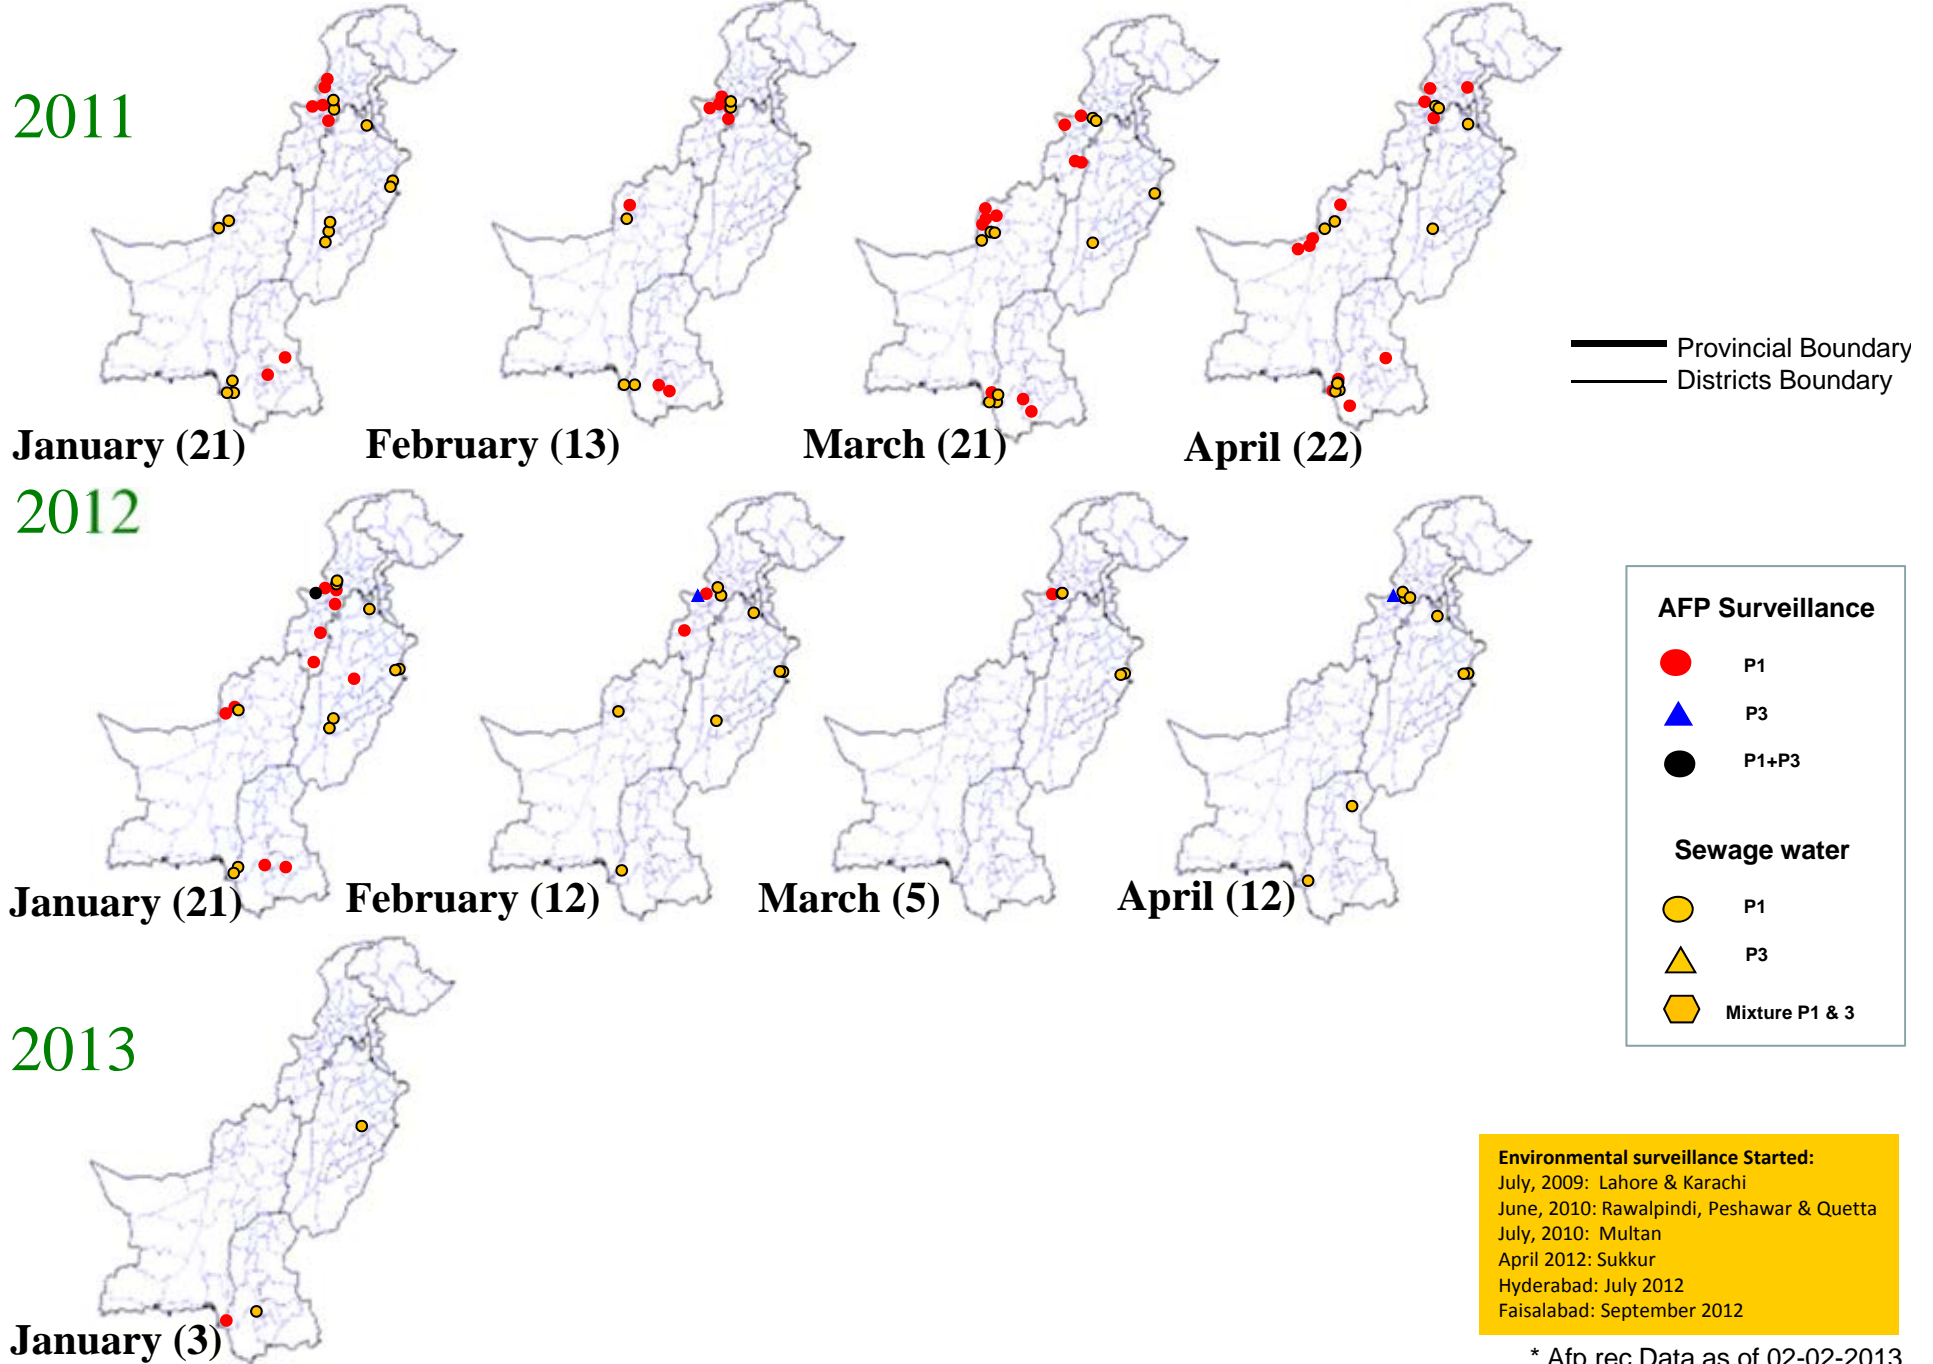 2011
January (21)
February (13)
March (21)
April (22)
Provincial Boundary
Districts Boundary
2012
January (21)
February (12)
March (5)
April (12)
AFP Surveillance
P1
P3
P1+P3
Sewage water
P1
P3
Mixture P1 & 3
2013
January (3)
Environmental surveillance Started:
July, 2009: Lahore & Karachi
June, 2010: Rawalpindi, Peshawar & Quetta
July, 2010: Multan
April 2012: Sukkur
Hyderabad: July 2012
Faisalabad: September 2012
* Afp rec Data as of 02-02-2013